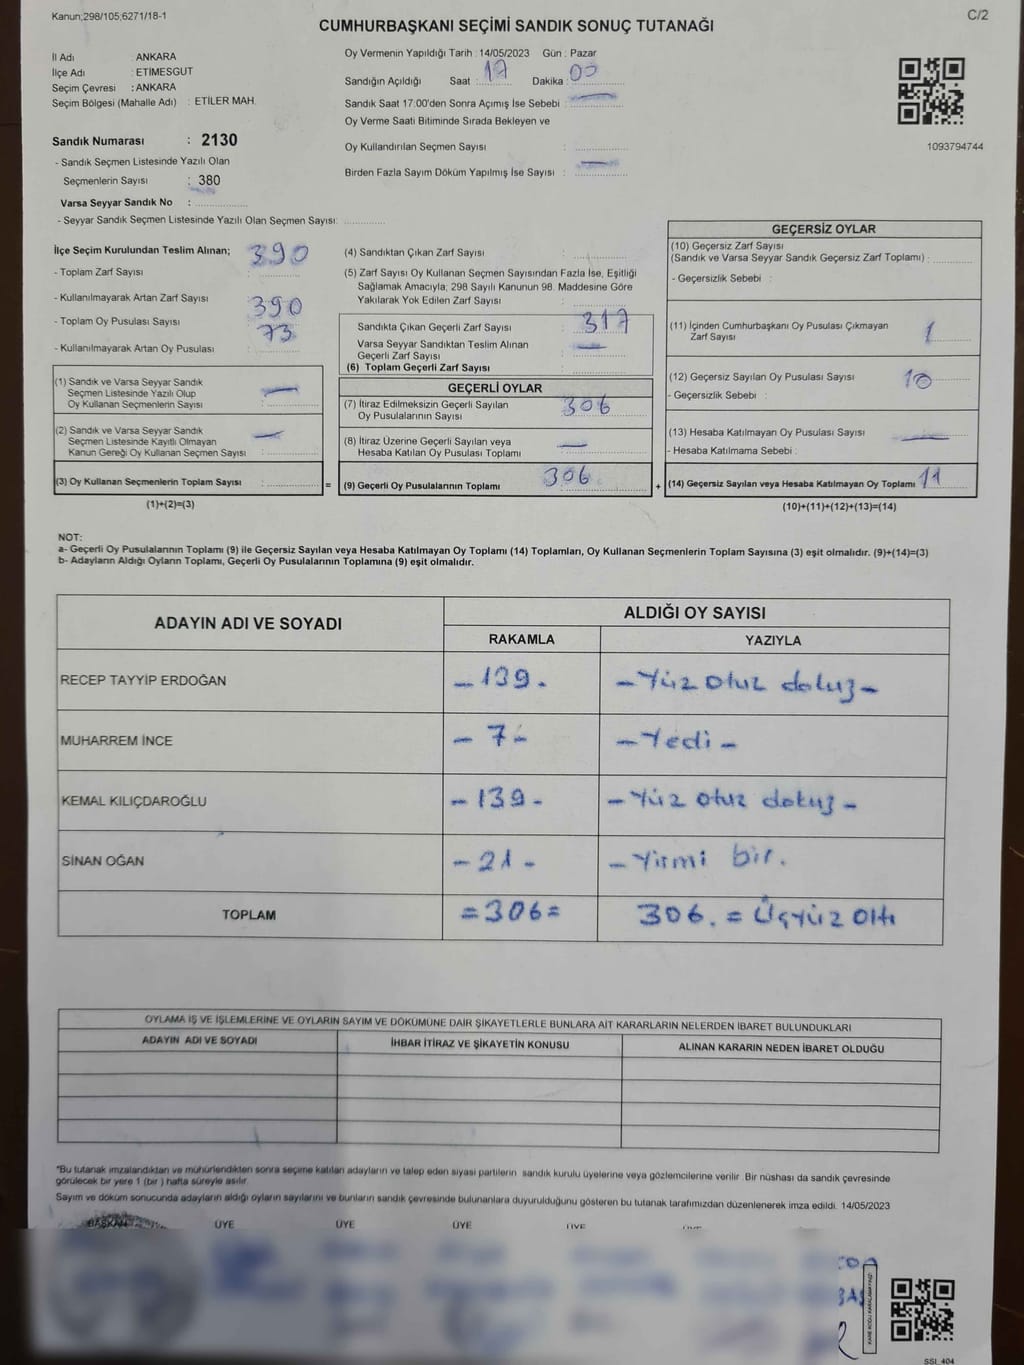 Kanun;298/105;6271/18-1
C/2
CUMHURBAŞKANI SEÇİMİ SANDIK SONUÇ TUTANAĞI
İl Adı : ANKARA
İlçe Adı : ETİMESGUT
Seçim Çevresi : ANKARA
Seçim Bölgesi (Mahalle Adı) : ETİLER MAH.
Sandık Numarası : 2130
- Sandık Seçmen Listesinde Yazılı Olan
Seçmenlerin Sayısı : 380
Varsa Seyyar Sandık No :
- Seyyar Sandık Seçmen Listesinde Yazılı Olan Seçmen Sayısı:
Oy Vermenin Yapıldığı Tarih : 14/05/2023 Gün : Pazar
Sandığın Açıldığı Saat : 17 Dakika : 00
Sandık Saat 17:00'den Sonra Açımış İse Sebebi :
Oy Verme Saati Bitiminde Sırada Bekleyen ve
Oy Kullandırılan Seçmen Sayısı :
Birden Fazla Sayım Döküm Yapılmış İse Sayısı :
1093794744
İlçe Seçim Kurulundan Teslim Alınan;
390
- Toplam Zarf Sayısı :
- Kullanılmayarak Artan Zarf Sayısı :
390
- Toplam Oy Pusulası Sayısı :
73
- Kullanılmayarak Artan Oy Pusulası :
(1) Sandık ve Varsa Seyyar Sandık
Seçmen Listesinde Yazılı Olup
Oy Kullanan Seçmenlerin Sayısı :
(2) Sandık ve Varsa Seyyar Sandık
Seçmen Listesinde Kayıtlı Olmayan
Kanun Gereği Oy Kullanan Seçmen Sayısı :
(3) Oy Kullanan Seçmenlerin Toplam Sayısı :
(1)+(2)=(3)
(4) Sandıktan Çıkan Zarf Sayısı :
(5) Zarf Sayısı Oy Kullanan Seçmen Sayısından Fazla İse, Eşitliği
Sağlamak Amacıyla; 298 Sayılı Kanunun 98. Maddesine Göre
Yakılarak Yok Edilen Zarf Sayısı :
Sandıkta Çıkan Geçerli Zarf Sayısı : 317
Varsa Seyyar Sandıktan Teslim Alınan
Geçerli Zarf Sayısı :
(6) Toplam Geçerli Zarf Sayısı :
GEÇERLİ OYLAR
(7) İtiraz Edilmeksizin Geçerli Sayılan
Oy Pusulalarının Sayısı : 306
(8) İtiraz Üzerine Geçerli Sayılan veya
Hesaba Katılan Oy Pusulası Toplamı :
= (9) Geçerli Oy Pusulalarının Toplamı : 306
GEÇERSİZ OYLAR
(10) Geçersiz Zarf Sayısı
(Sandık ve Varsa Seyyar Sandık Geçersiz Zarf Toplamı) :
- Geçersizlik Sebebi :
(11) İçinden Cumhurbaşkanı Oy Pusulası Çıkmayan
Zarf Sayısı : 1
(12) Geçersiz Sayılan Oy Pusulası Sayısı : 10
- Geçersizlik Sebebi :
(13) Hesaba Katılmayan Oy Pusulası Sayısı :
- Hesaba Katılmama Sebebi :
+ (14) Geçersiz Sayılan veya Hesaba Katılmayan Oy Toplamı : 11
(10)+(11)+(12)+(13)=(14)
NOT:
a- Geçerli Oy Pusulalarının Toplamı (9) ile Geçersiz Sayılan veya Hesaba Katılmayan Oy Toplamı (14) Toplamları, Oy Kullanan Seçmenlerin Toplam Sayısına (3) eşit olmalıdır. (9)+(14)=(3)
b- Adayların Aldığı Oyların Toplamı, Geçerli Oy Pusulalarının Toplamına (9) eşit olmalıdır.
ADAYIN ADI VE SOYADI
ALDIĞI OY SAYISI
RAKAMLA YAZIYLA
RECEP TAYYİP ERDOĞAN - 139 - - Yüz otuz dokuz -
MUHARREM İNCE - 7 - - Yedi -
KEMAL KILIÇDAROĞLU - 139 - - Yüz otuz dokuz -
SİNAN OĞAN - 21 - - Yirmi bir.
TOPLAM = 306 = 306. = Üçyüz altı
OYLAMA İŞ VE İŞLEMLERİNE VE OYLARIN SAYIM VE DÖKÜMÜNE DAİR ŞİKAYETLERLE BUNLARA AİT KARARLARIN NELERDEN İBARET BULUNDUKLARI
ADAYIN ADI VE SOYADI İHBAR İTİRAZ VE ŞİKAYETİN KONUSU ALINAN KARARIN NEDEN İBARET OLDUĞU
*Bu tutanak imzalandıktan ve mühürlendikten sonra seçime katılan adayların ve talep eden siyasi partilerin sandık kurulu üyelerine veya gözlemcilerine verilir. Bir nüshası da sandık çevresinde
görülecek bir yere 1 (bir ) hafta süreyle asılır.
Sayım ve döküm sonucunda adayların aldığı oyların sayılarını ve bunların sandık çevresinde bulunanlara duyurulduğunu gösteren bu tutanak tarafımızdan düzenlenerek imza edildi. 14/05/2023
BAŞKAN ÜYE ÜYE ÜYE ÜYE ÜYE
KARE KODU KARALAMAYINIZ!
SSİ_404